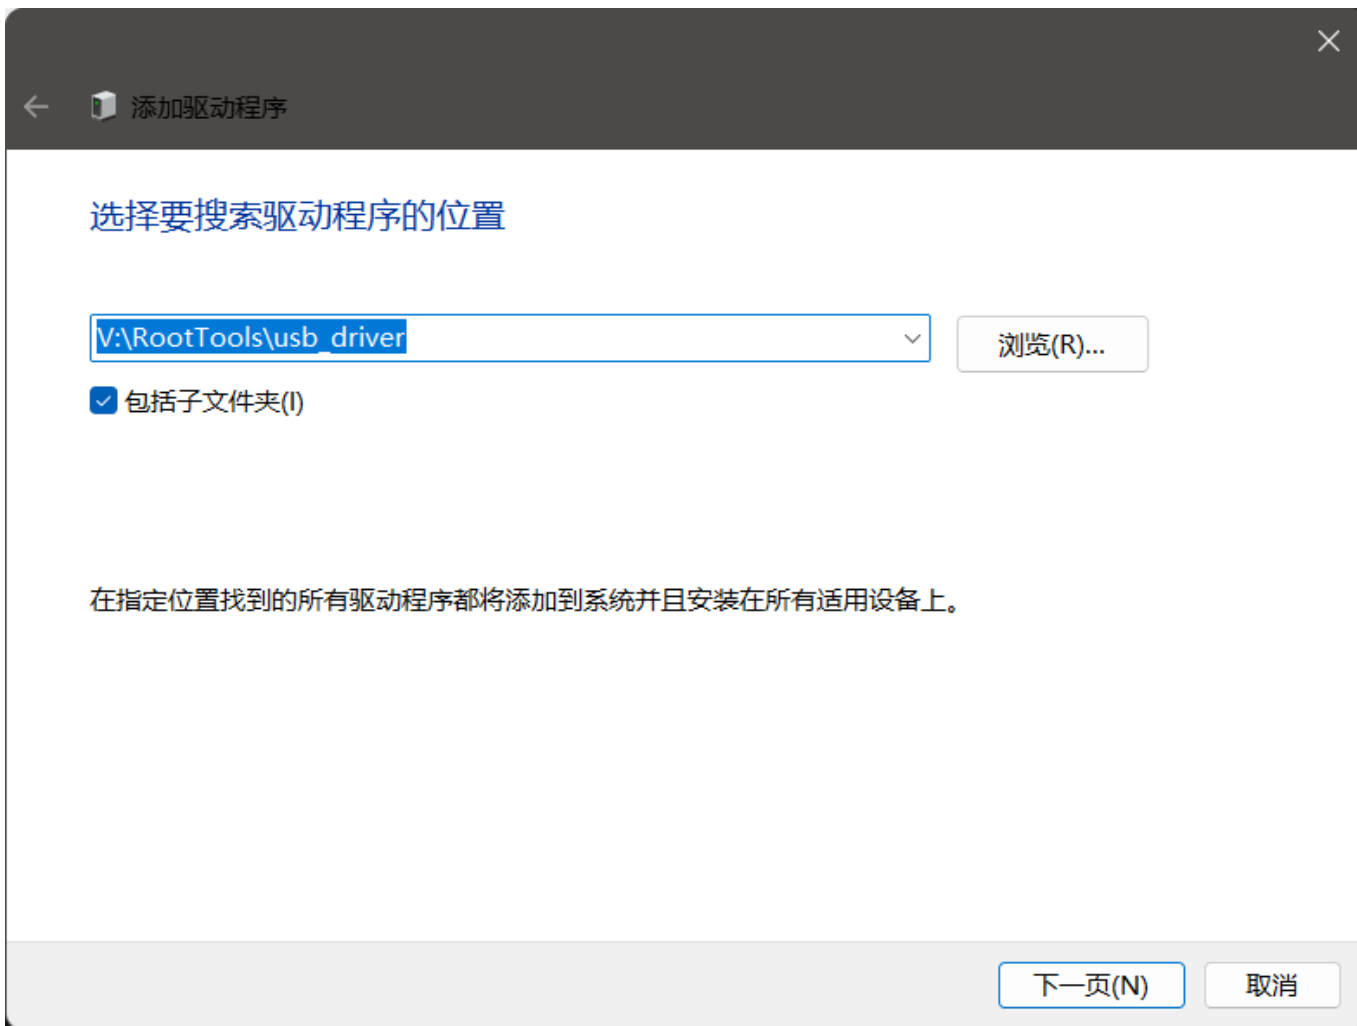 添加驱动程序
选择要搜索驱动程序的位置
V:\RootTools\usb_driver
浏览(R)...
包括子文件夹(I)
在指定位置找到的所有驱动程序都将添加到系统并且安装在所有适用设备上。
下一页(N)
取消